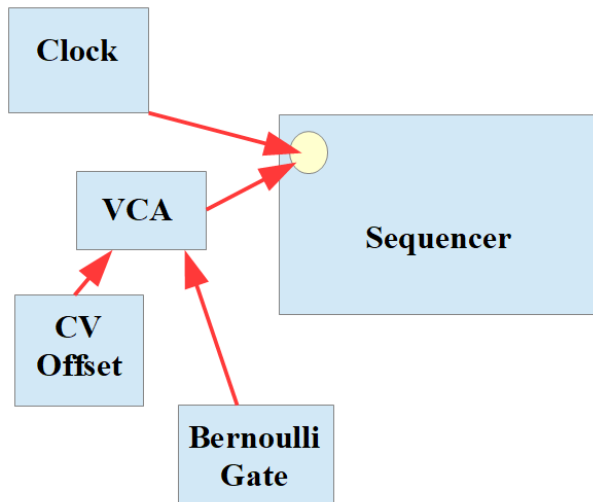 Clock
VCA
Sequencer
CV
Offset
Bernoulli
Gate